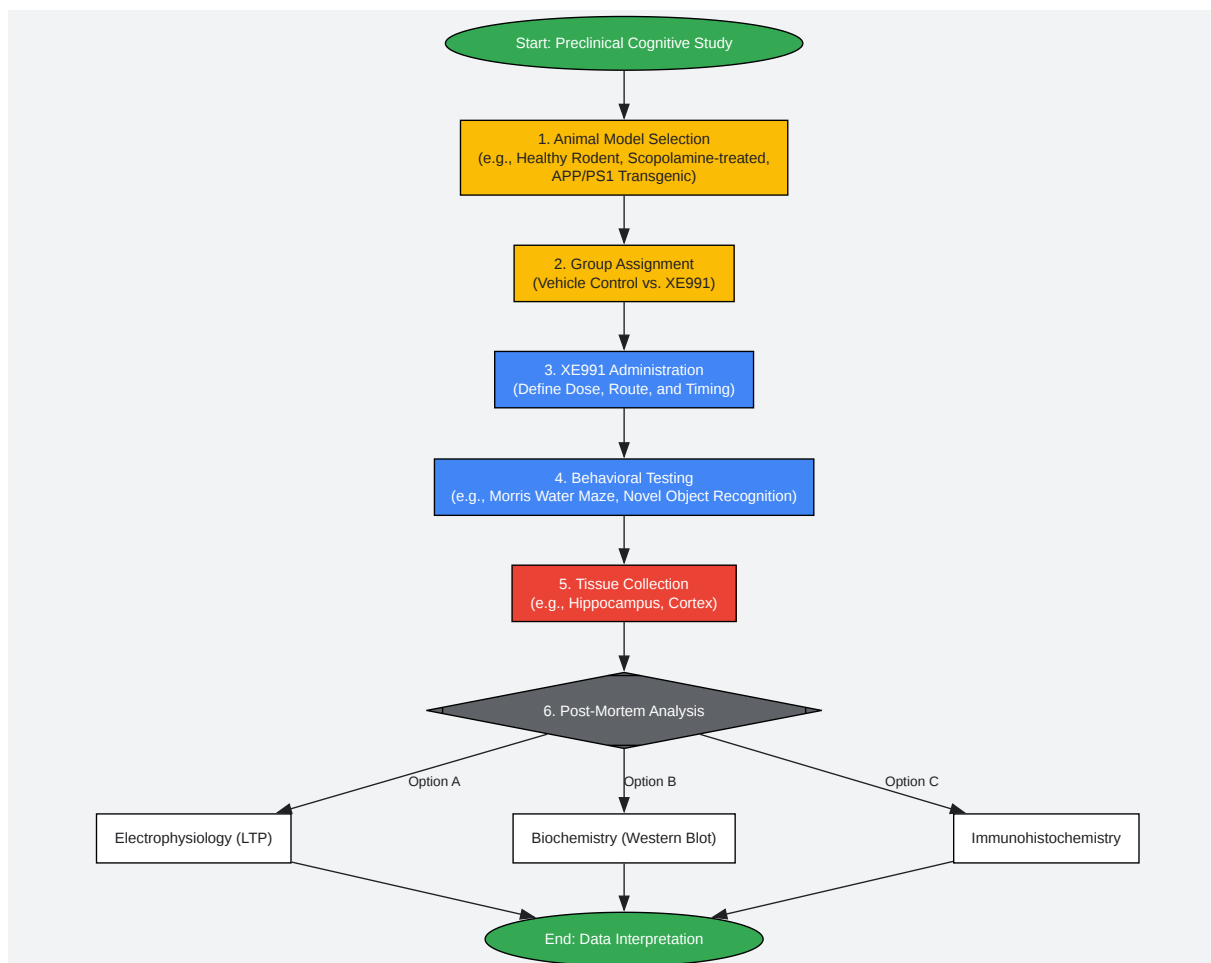 Start: Preclinical Cognitive Study
1. Animal Model Selection
(e.g., Healthy Rodent, Scopolamine-treated,
APP/PS1 Transgenic)
2. Group Assignment
(Vehicle Control vs. XE991)
3. XE991 Administration
(Define Dose, Route, and Timing)
4. Behavioral Testing
(e.g., Morris Water Maze, Novel Object Recognition)
5. Tissue Collection
(e.g., Hippocampus, Cortex)
6. Post-Mortem Analysis
Option A
Option B
Option C
Electrophysiology (LTP)
Biochemistry (Western Blot)
Immunohistochemistry
End: Data Interpretation